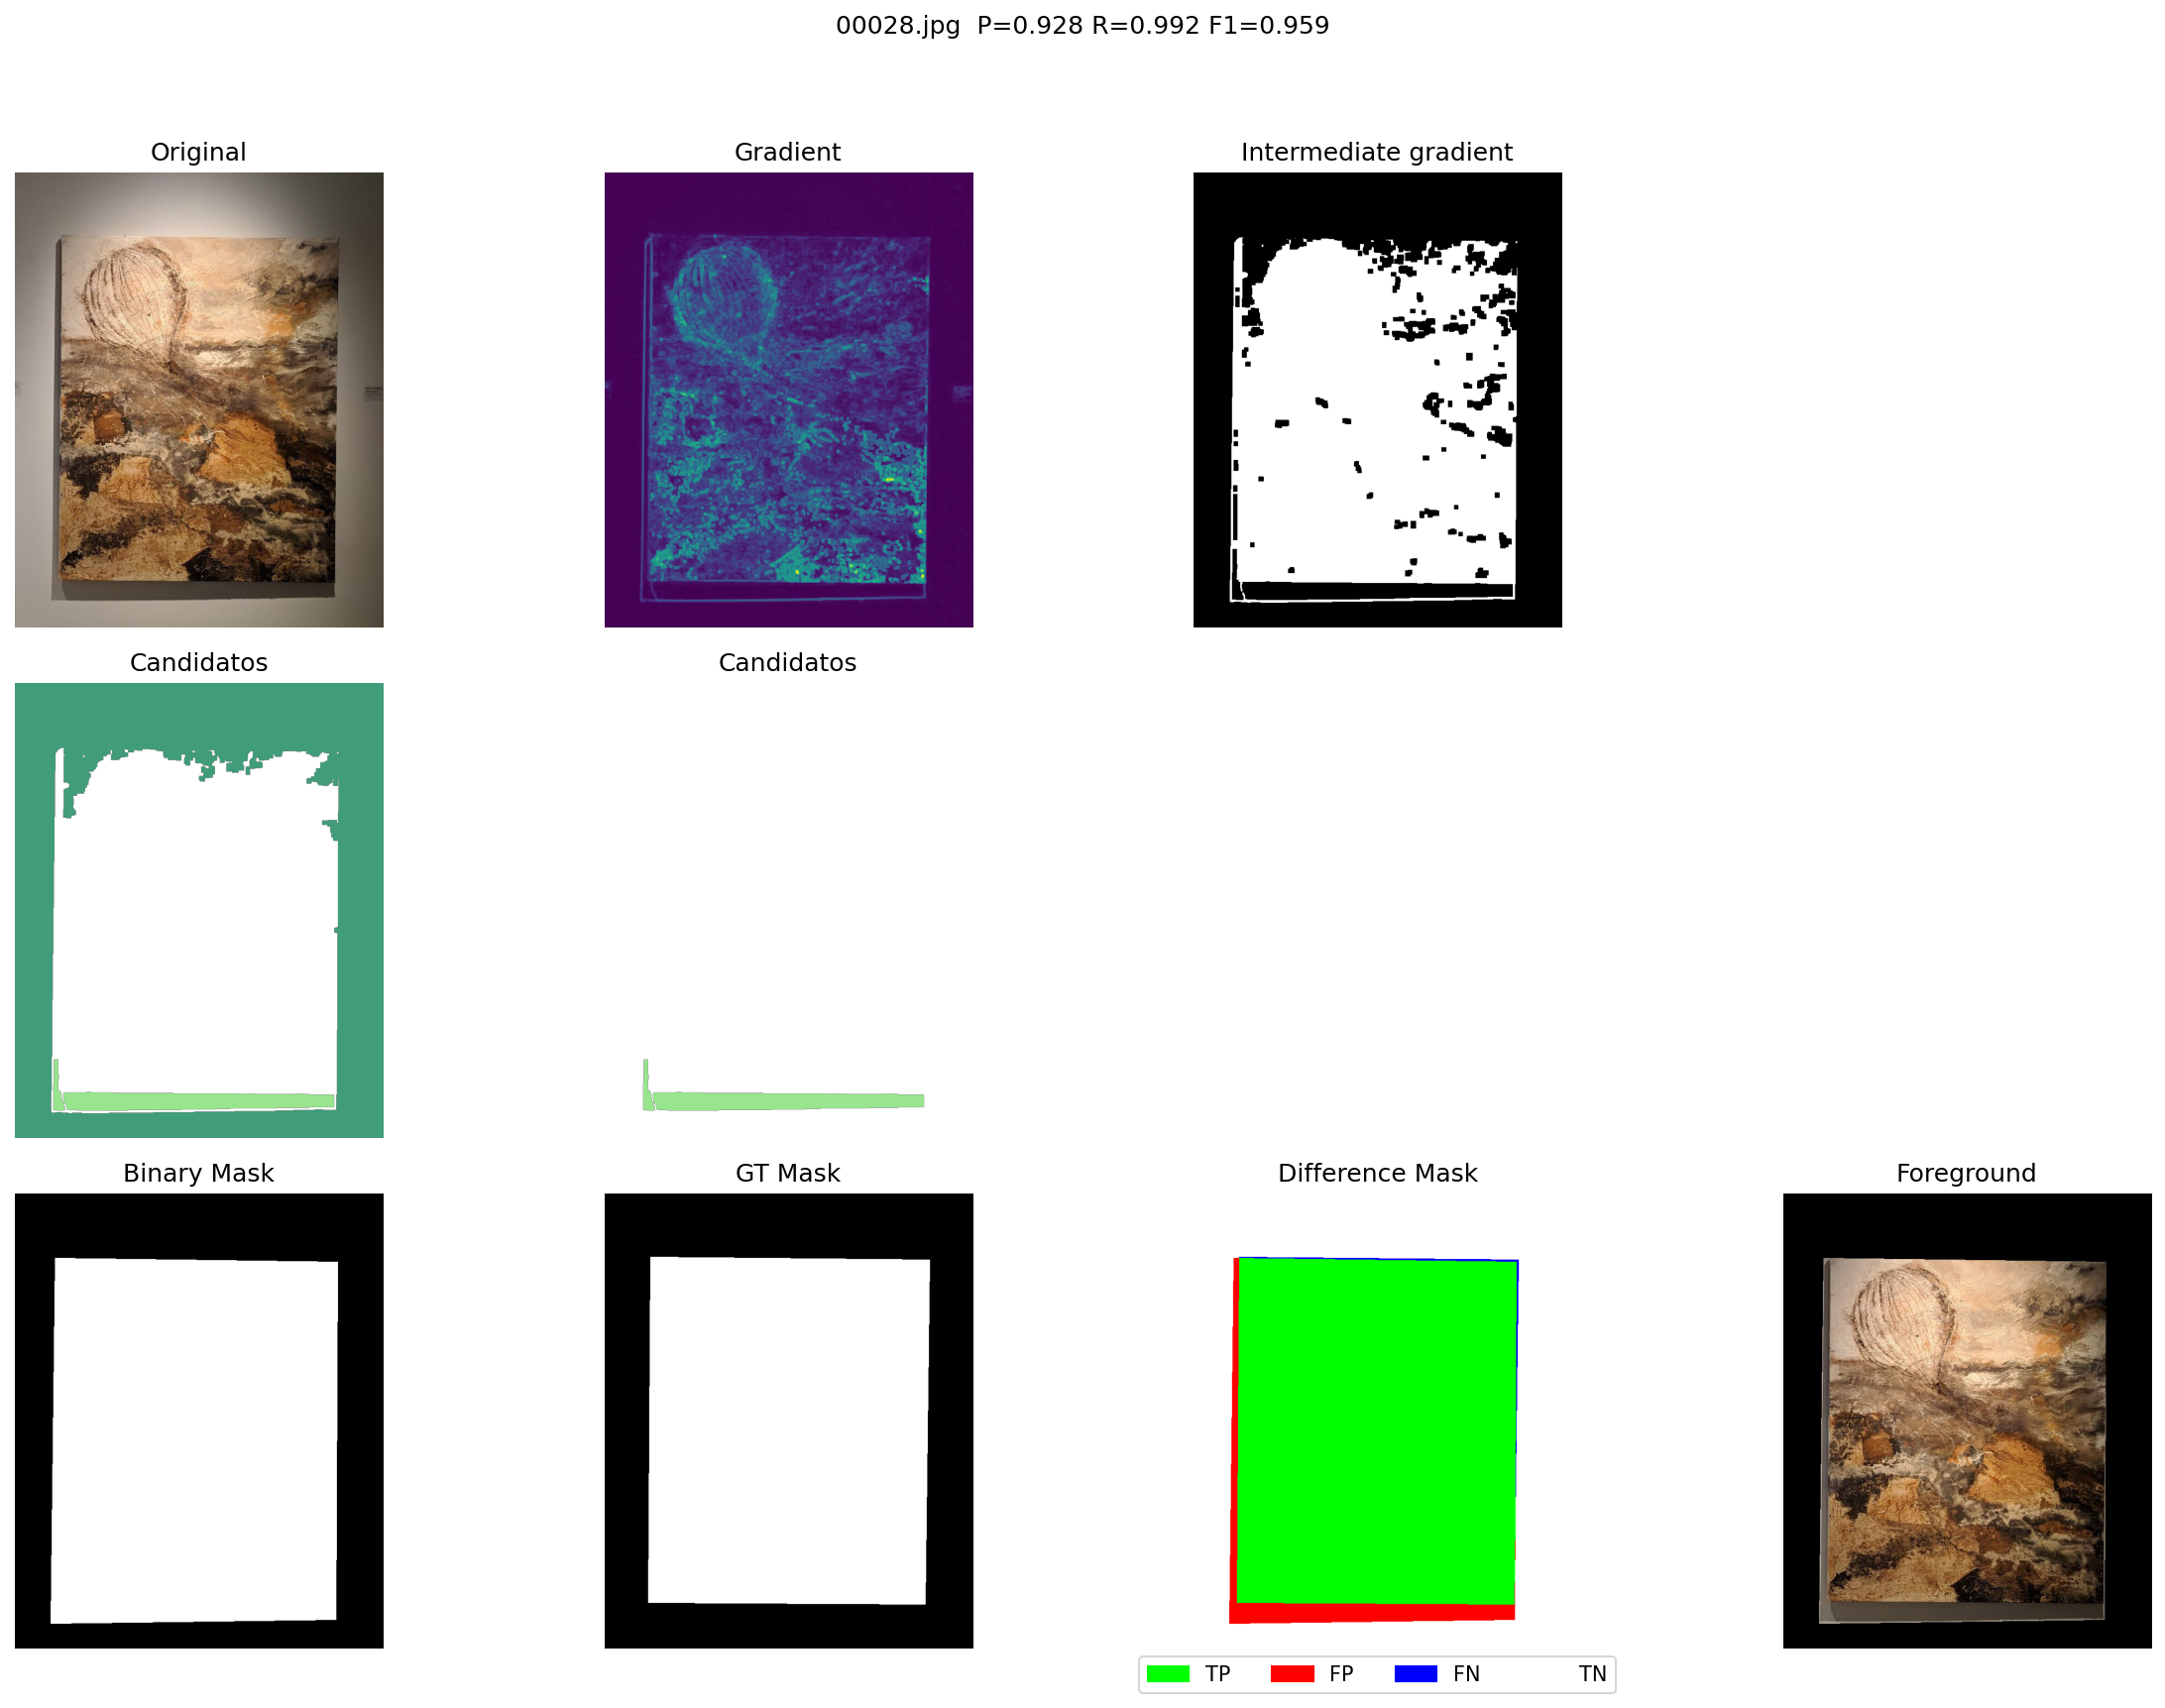 00028.jpg  P=0.928 R=0.992 F1=0.959
Original
Gradient
Intermediate gradient
Candidatos
Candidatos
Binary Mask
GT Mask
Difference Mask
Foreground
TP
FP
FN
TN